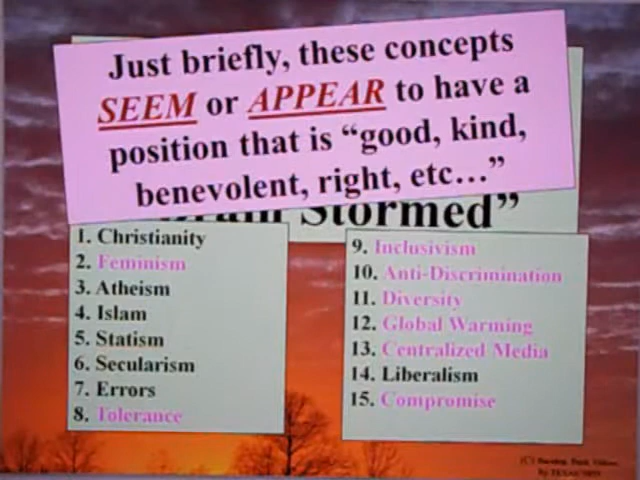 Just briefly, these concepts
SEEM or APPEAR to have a
position that is “good, kind,
benevolent, right, etc…”
Stormed”
1. Christianity
2. Feminism
3. Atheism
4. Islam
5. Statism
6. Secularism
7. Errors
8. Tolerance
9. Inclusivism
10. Anti-Discrimination
11. Diversity
12. Global Warming
13. Centralized Media
14. Liberalism
15. Compromise